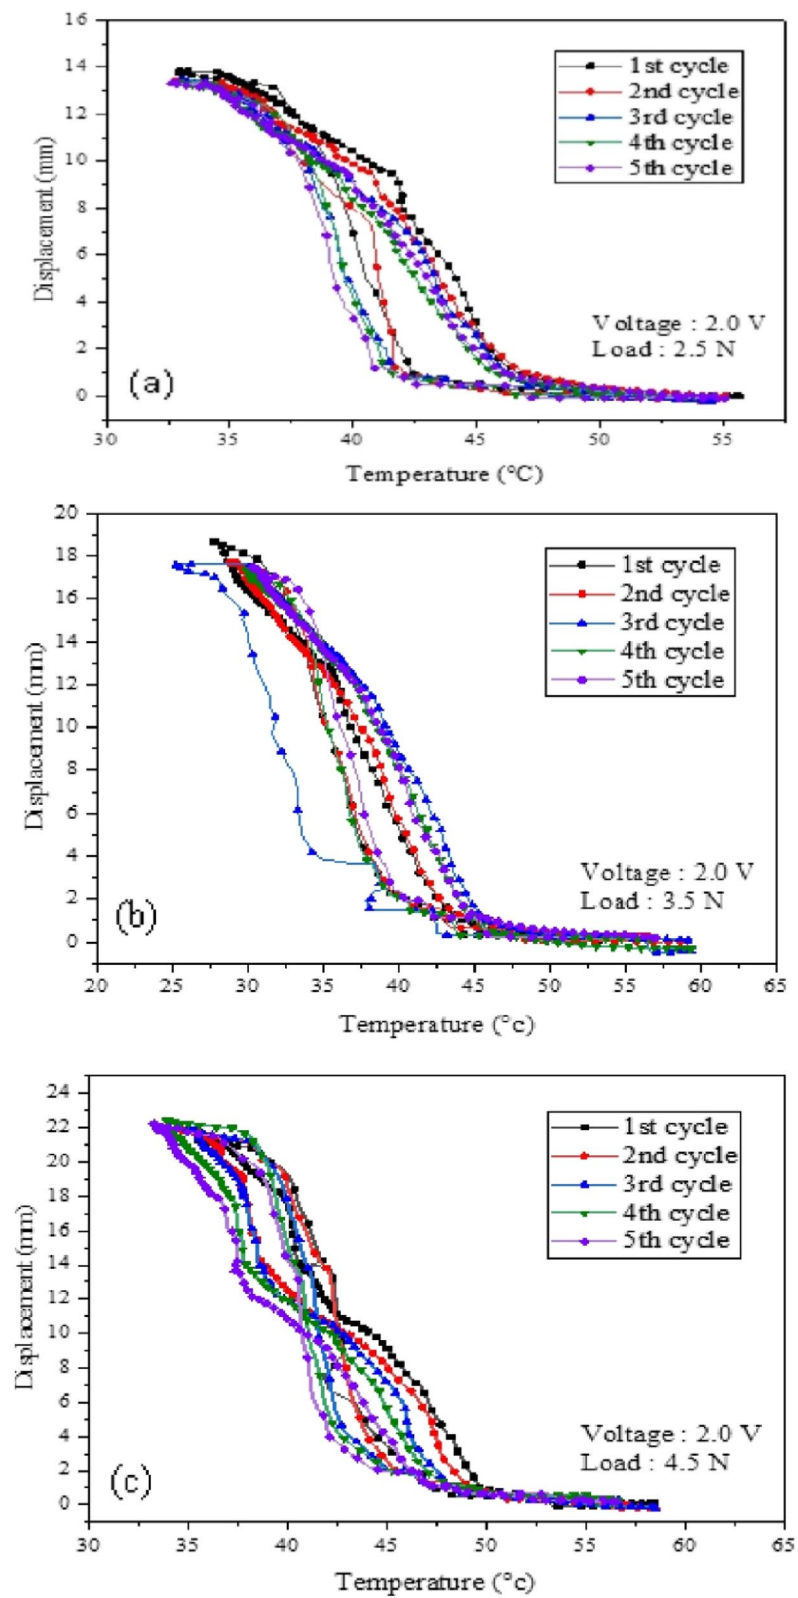 16
14
12
10
8
6
4
2
0
Displacement (mm)
1st cycle
2nd cycle
3rd cycle
4th cycle
5th cycle
Voltage : 2.0 V
Load : 2.5 N
(a)
30 35 40 45 50 55
Temperature (°C)
20
18
16
14
12
10
8
6
4
2
0
Displacement (mm)
1st cycle
2nd cycle
3rd cycle
4th cycle
5th cycle
Voltage : 2.0 V
Load : 3.5 N
(b)
20 25 30 35 40 45 50 55 60 65
Temperature (°c)
24
22
20
18
16
14
12
10
8
6
4
2
0
Displacement (mm)
1st cycle
2nd cycle
3rd cycle
4th cycle
5th cycle
Voltage : 2.0 V
Load : 4.5 N
(c)
30 35 40 45 50 55 60 65
Temperature (°c)